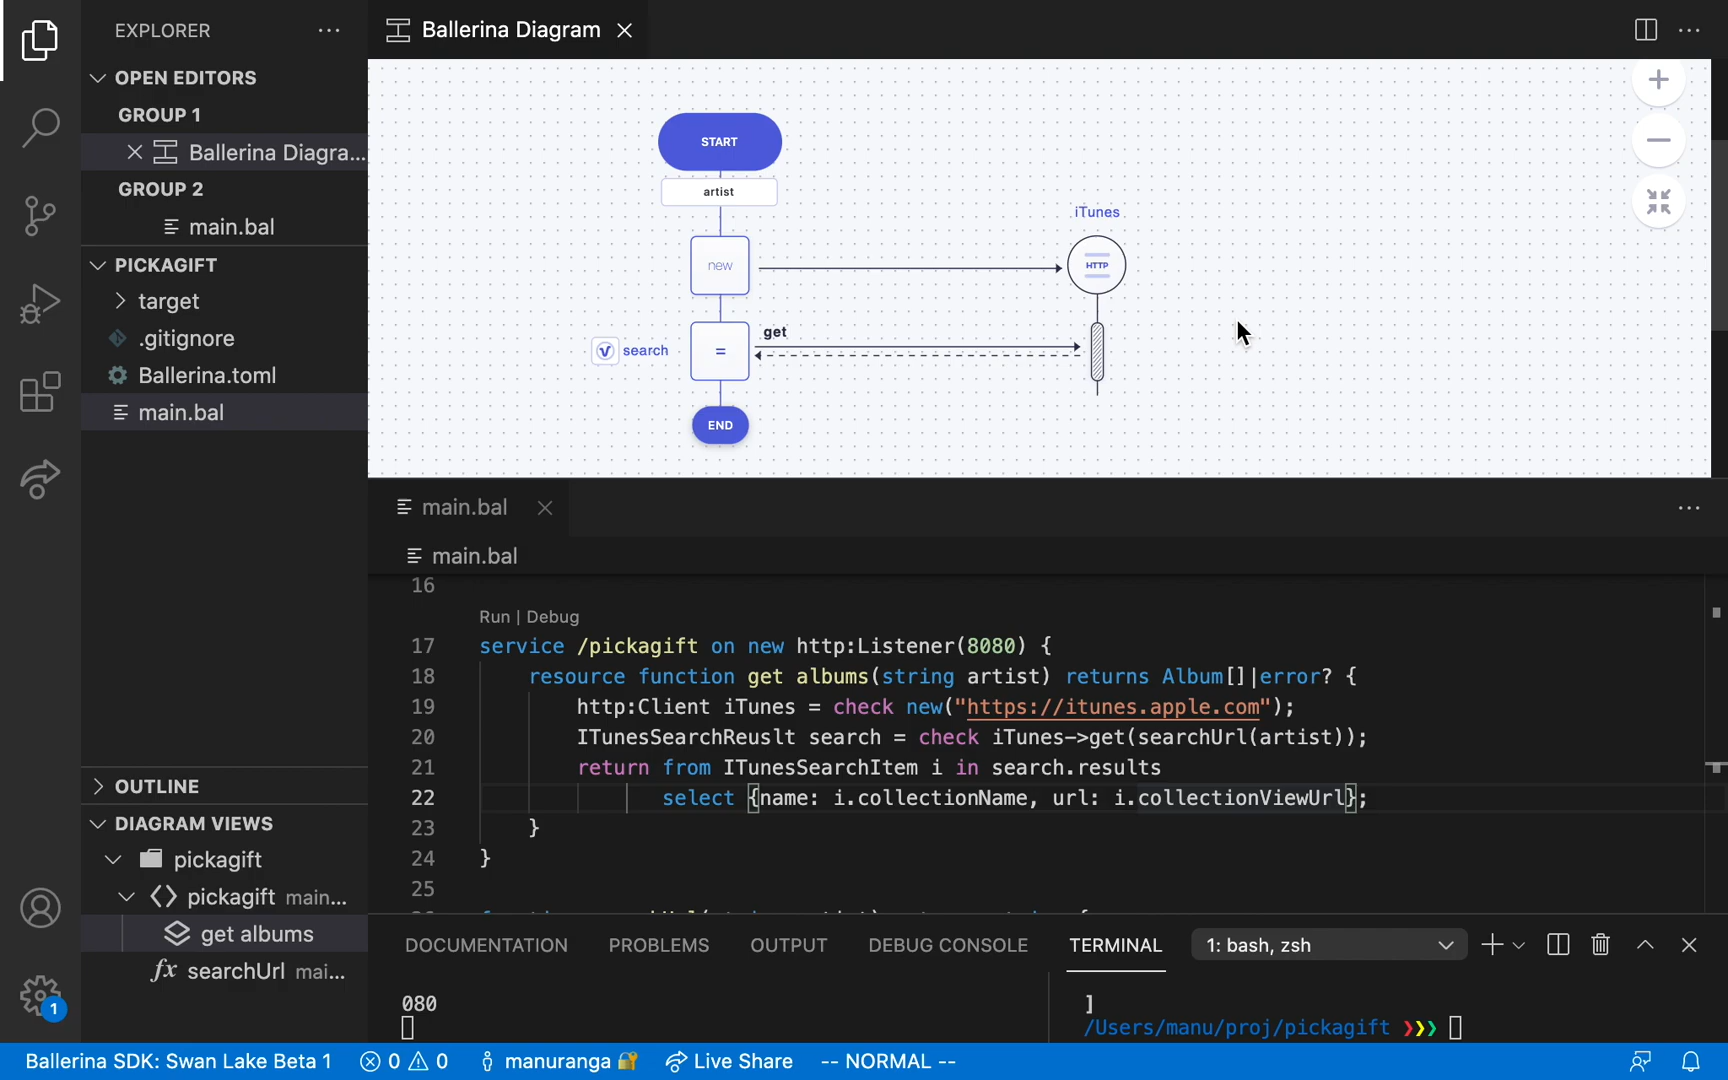 EXPLORER
OPEN EDITORS
GROUP 1
Ballerina Diagra...
GROUP 2
main.bal
PICKAGIFT
target
.gitignore
Ballerina.toml
main.bal
OUTLINE
DIAGRAM VIEWS
pickagift
pickagift main...
get albums
fx searchUrl mai...
1
Ballerina Diagram
START
artist
iTunes
new
HTTP
get
search
=
END
main.bal
main.bal
16
Run | Debug
17 service /pickagift on new http:Listener(8080) {
18 resource function get albums(string artist) returns Album[]|error? {
19 http:Client iTunes = check new("https://itunes.apple.com");
20 ITunesSearchReuslt search = check iTunes->get(searchUrl(artist));
21 return from ITunesSearchItem i in search.results
22 select {name: i.collectionName, url: i.collectionViewUrl};
23 }
24 }
25
DOCUMENTATION PROBLEMS OUTPUT DEBUG CONSOLE TERMINAL 1: bash, zsh
080
]
/Users/manu/proj/pickagift ❯❯❯
Ballerina SDK: Swan Lake Beta 1 0 0 manuranga Live Share -- NORMAL --